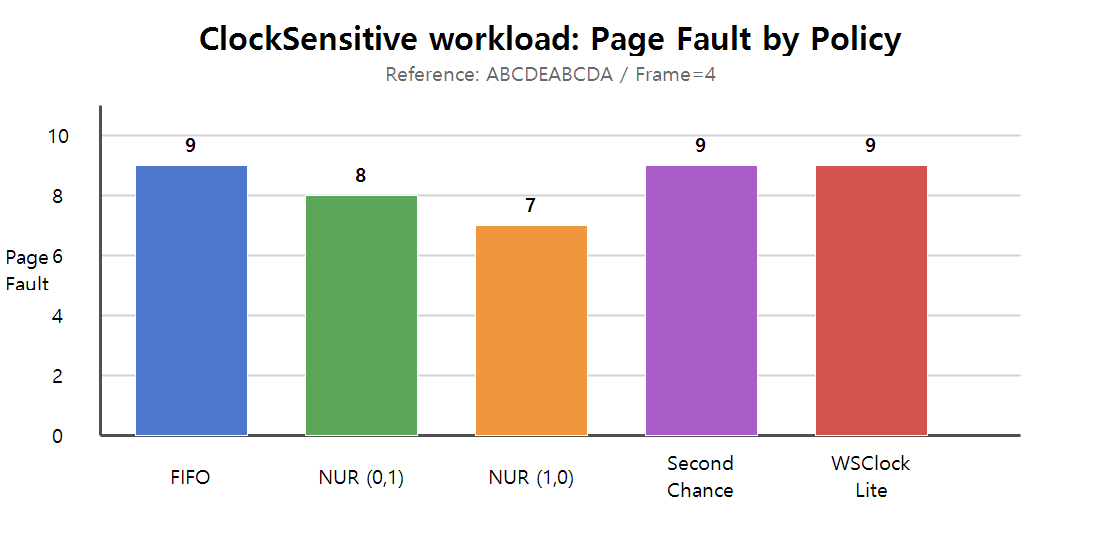 ClockSensitive workload: Page Fault by Policy
Reference: ABCDEABCDA / Frame=4
10
8
6
4
2
0
Page
Fault
9
8
7
9
9
FIFO
NUR (0,1)
NUR (1,0)
Second
Chance
WSClock
Lite